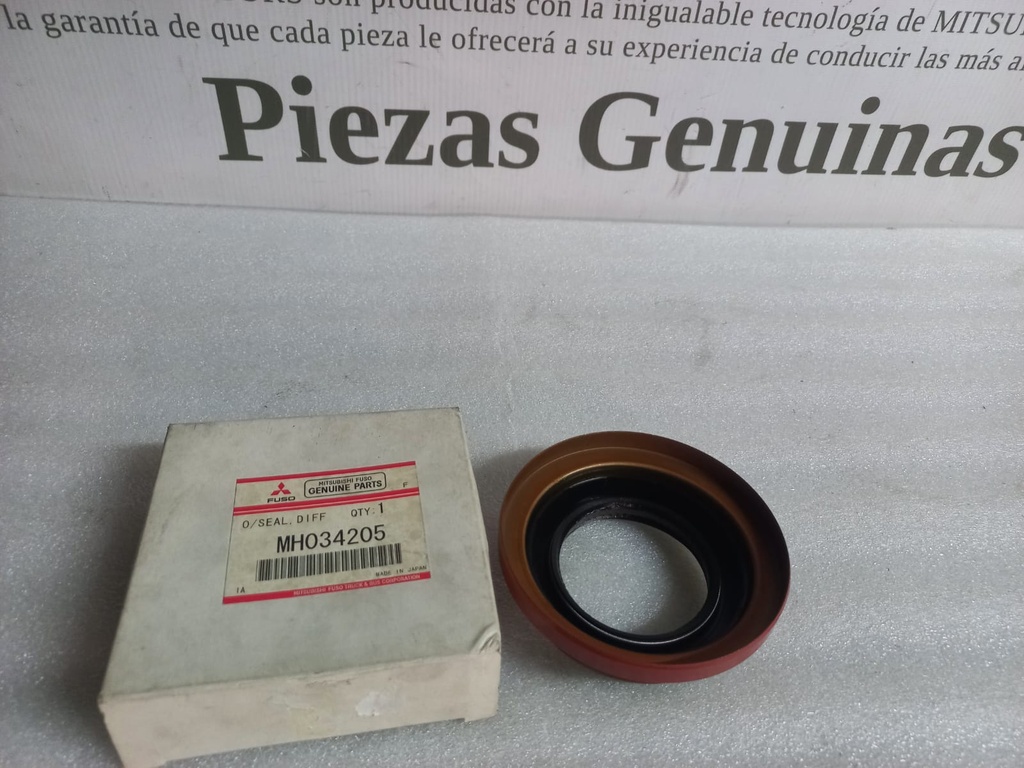 son producidas con la inigualable tecnología de MITSU
la garantía de que cada pieza le ofrecerá a su experiencia de conducir las más
Piezas Genuinas
FUSO
MITSUBISHI FUSO
GENUINE PARTS
F
O/SEAL, DIFF QTY: 1
MH034205
MADE IN JAPAN
1A
MITSUBISHI FUSO TRUCK & BUS CORPORATION